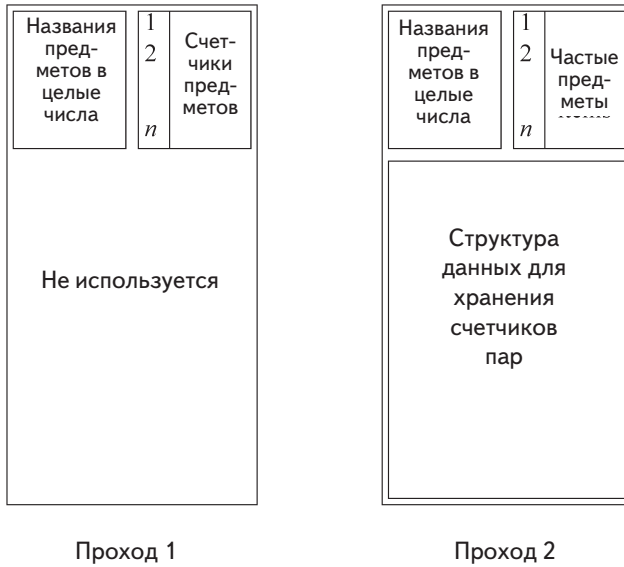 Названия
пред-
метов в
целые
числа
1
2
n
Счет-
чики
пред-
метов
Не используется
Проход 1
Названия
пред-
метов в
целые
числа
1
2
n
Частые
пред-
меты
Структура
данных для
хранения
счетчиков
пар
Проход 2